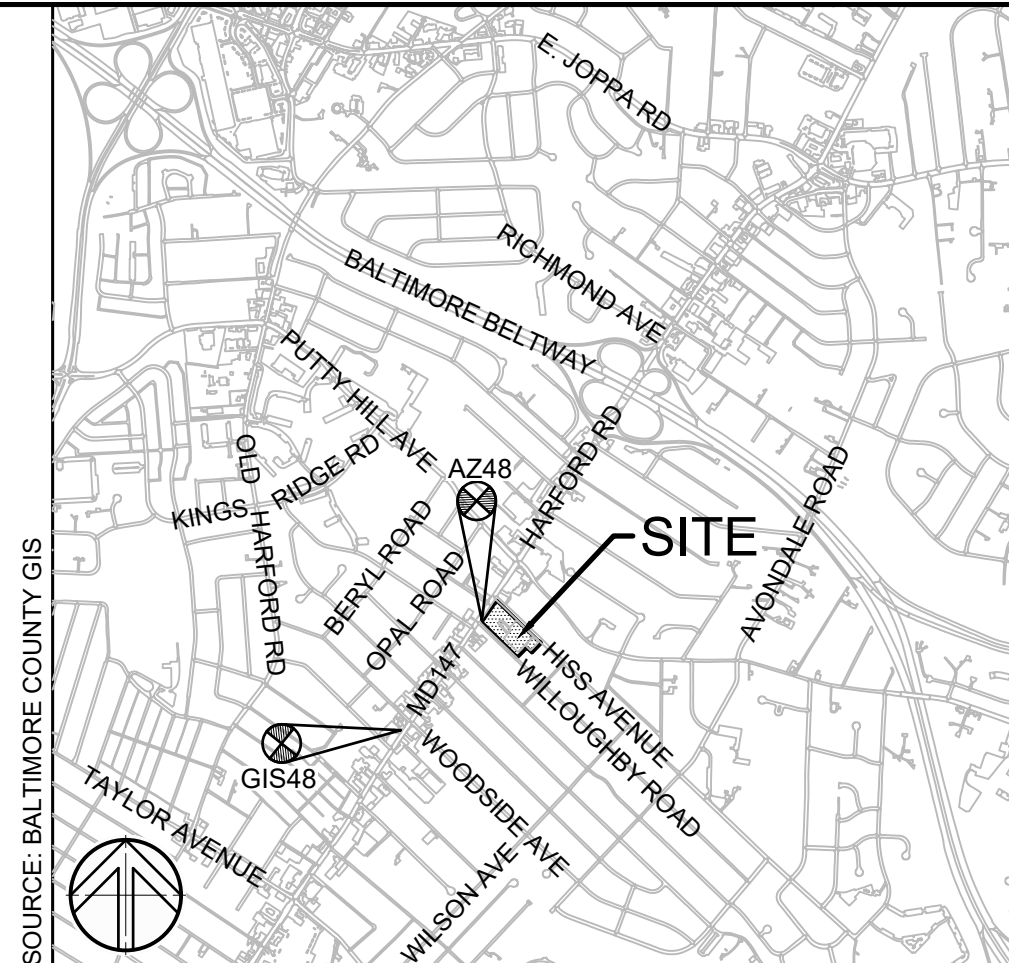 E. JOPPA RD
RICHMOND AVE
BALTIMORE BELTWAY
PUTTY HILL AVE
HARFORD RD
OLD HARFORD RD
KINGS RIDGE RD
AZ48
SITE
BERYL ROAD
OPAL ROAD
AVONDALE ROAD
MD147
HISS AVENUE
WILLOUGHBY ROAD
GIS48
WOODSIDE AVE
TAYLOR AVENUE
WILSON AVE
SOURCE: BALTIMORE COUNTY GIS